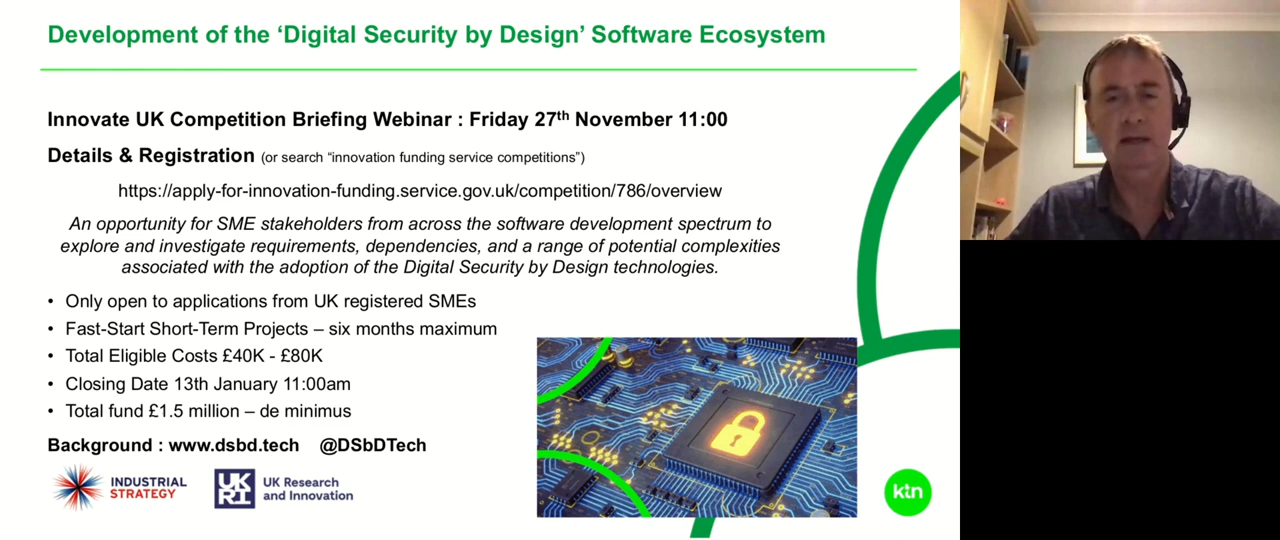 Development of the ‘Digital Security by Design’ Software Ecosystem
Innovate UK Competition Briefing Webinar : Friday 27th November 11:00
Details & Registration (or search “innovation funding service competitions”)
https://apply-for-innovation-funding.service.gov.uk/competition/786/overview
An opportunity for SME stakeholders from across the software development spectrum to
explore and investigate requirements, dependencies, and a range of potential complexities
associated with the adoption of the Digital Security by Design technologies.
• Only open to applications from UK registered SMEs
• Fast-Start Short-Term Projects – six months maximum
• Total Eligible Costs £40K - £80K
• Closing Date 13th January 11:00am
• Total fund £1.5 million – de minimus
Background : www.dsbd.tech @DSbDTech
INDUSTRIAL
STRATEGY
UK
RI
UK Research
and Innovation
ktn